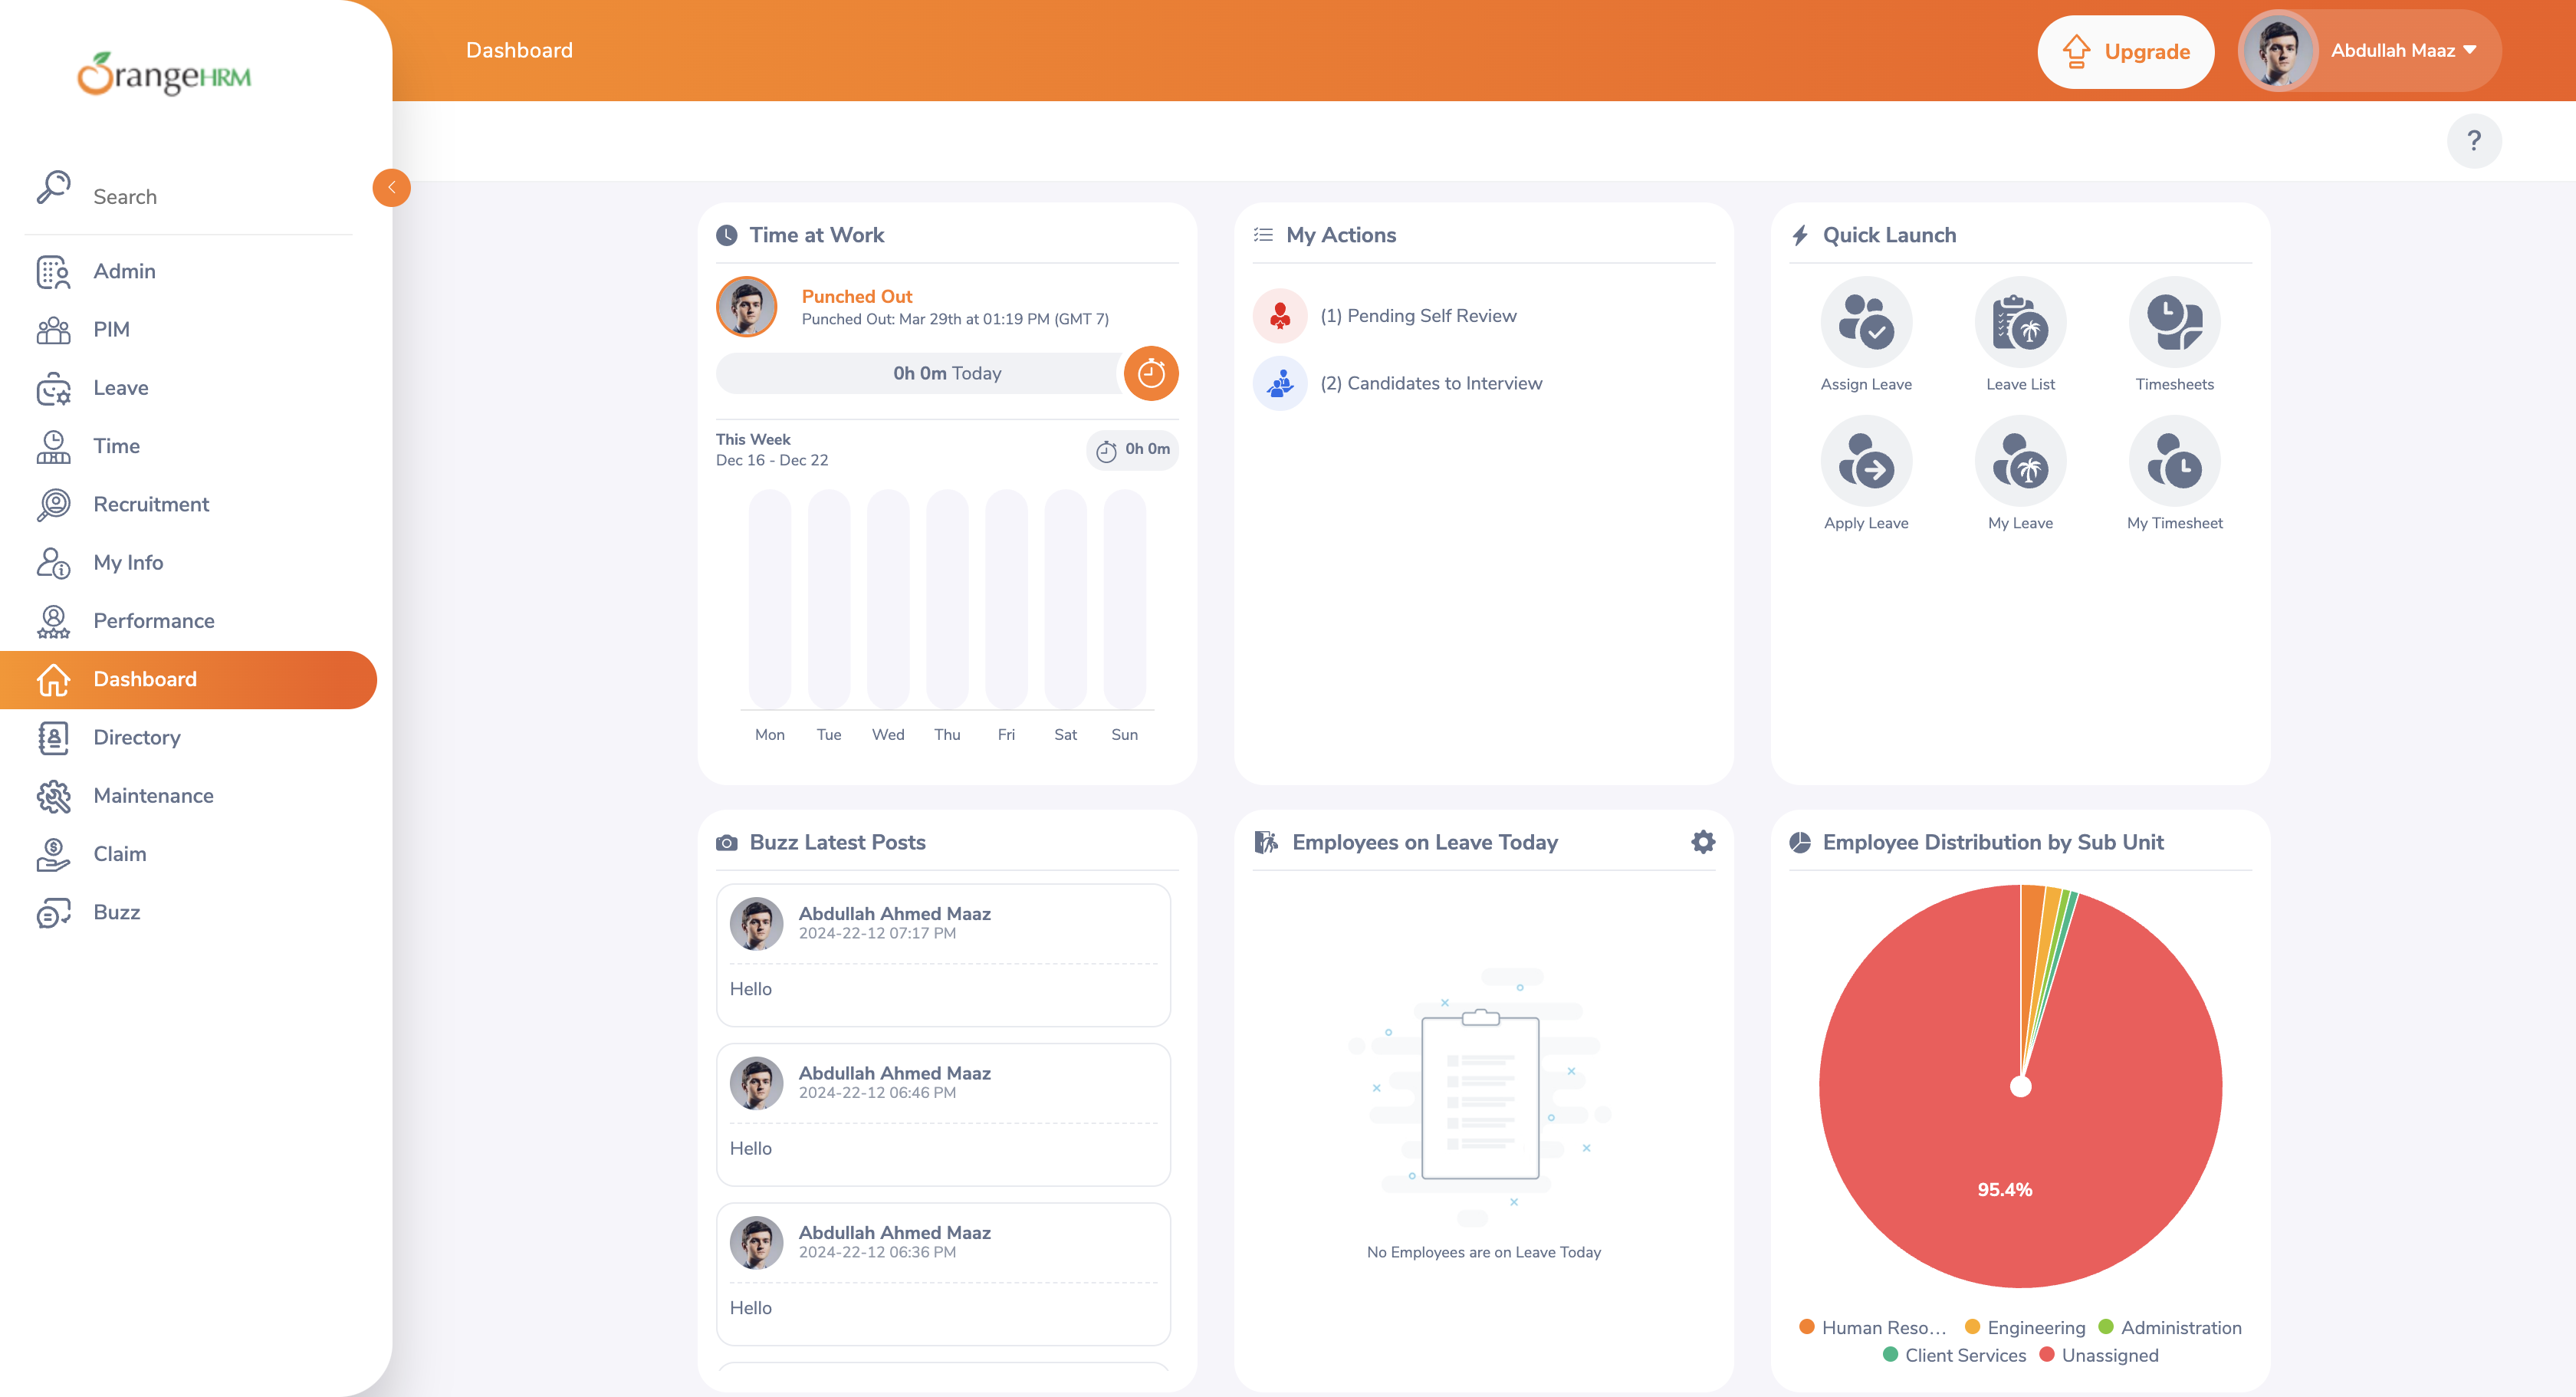 OrangeHRM
Search
Admin
PIM
Leave
Time
Recruitment
My Info
Performance
Dashboard
Directory
Maintenance
Claim
Buzz
Dashboard
Upgrade
Abdullah Maaz
?
Time at Work
Punched Out
Punched Out: Mar 29th at 01:19 PM (GMT 7)
0h 0m Today
This Week
Dec 16 - Dec 22
0h 0m
Mon Tue Wed Thu Fri Sat Sun
My Actions
(1) Pending Self Review
(2) Candidates to Interview
Quick Launch
Assign Leave
Leave List
Timesheets
Apply Leave
My Leave
My Timesheet
Buzz Latest Posts
Abdullah Ahmed Maaz
2024-22-12 07:17 PM
Hello
Abdullah Ahmed Maaz
2024-22-12 06:46 PM
Hello
Abdullah Ahmed Maaz
2024-22-12 06:36 PM
Hello
Employees on Leave Today
No Employees are on Leave Today
Employee Distribution by Sub Unit
95.4%
Human Reso... Engineering Administration
Client Services Unassigned